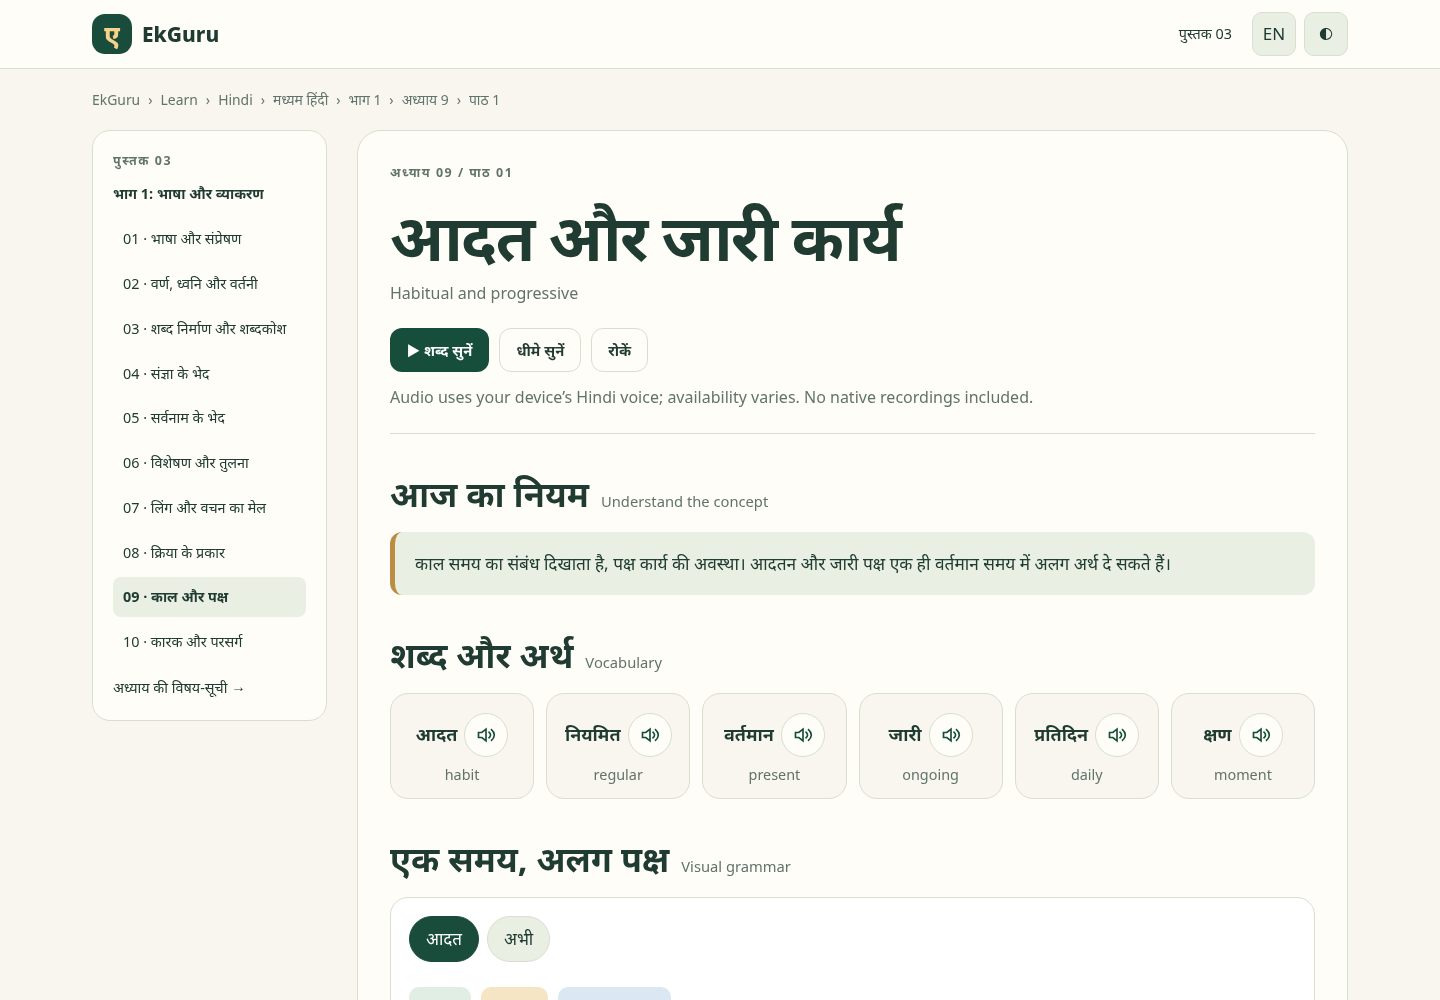 ए EkGuru
पुस्तक 03 EN
EkGuru › Learn › Hindi › मध्यम हिंदी › भाग 1 › अध्याय 9 › पाठ 1
पुस्तक 03
भाग 1: भाषा और व्याकरण
01 · भाषा और संप्रेषण
02 · वर्ण, ध्वनि और वर्तनी
03 · शब्द निर्माण और शब्दकोश
04 · संज्ञा के भेद
05 · सर्वनाम के भेद
06 · विशेषण और तुलना
07 · लिंग और वचन का मेल
08 · क्रिया के प्रकार
09 · काल और पक्ष
10 · कारक और परसर्ग
अध्याय की विषय-सूची →
अध्याय 09 / पाठ 01
आदत और जारी कार्य
Habitual and progressive
▶ शब्द सुनें धीमे सुनें रोकें
Audio uses your device’s Hindi voice; availability varies. No native recordings included.
आज का नियम Understand the concept
काल समय का संबंध दिखाता है, पक्ष कार्य की अवस्था। आदतन और जारी पक्ष एक ही वर्तमान समय में अलग अर्थ दे सकते हैं।
शब्द और अर्थ Vocabulary
आदत नियमित वर्तमान जारी प्रतिदिन क्षण
habit regular present ongoing daily moment
एक समय, अलग पक्ष Visual grammar
आदत अभी